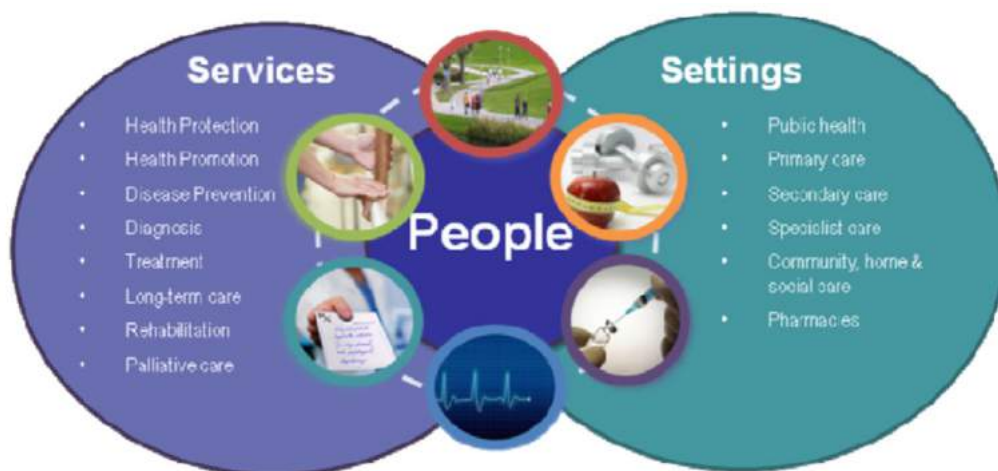 Services
Health Protection
Health Promotion
Disease Prevention
Diagnosis
Treatment
Long-term care
Rehabilitation
Palliative care
People
Settings
Public health
Primary care
Secondary care
Specialist care
Community, home &
social care
Pharmacies